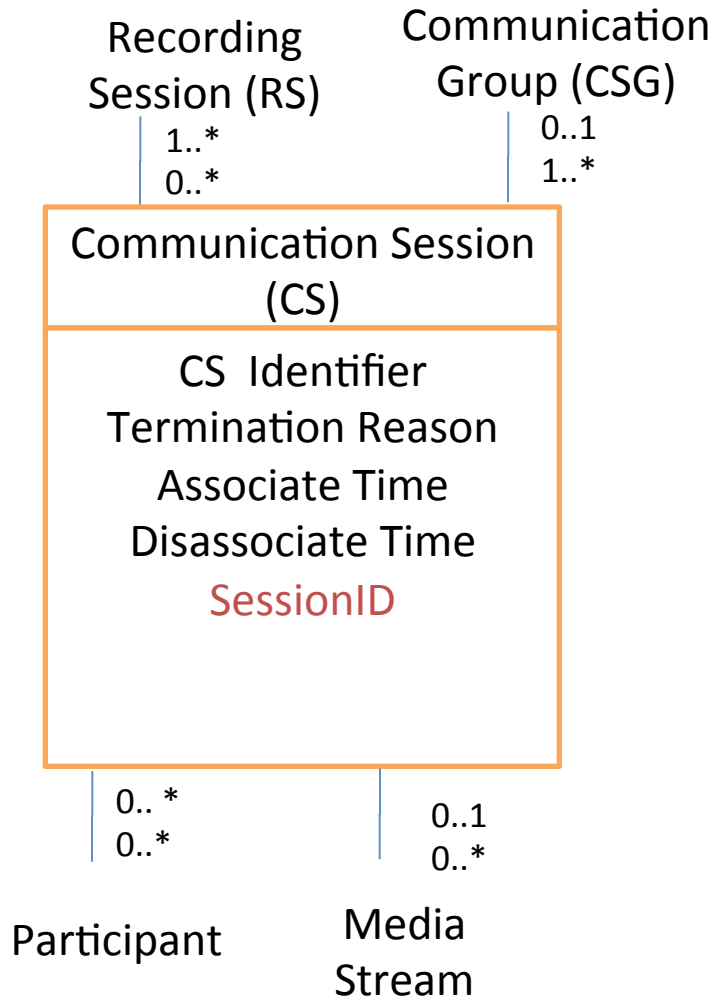 Recording
Session (RS)
Communication
Group (CSG)
1..*
0..*
0..1
1..*
Communication Session
(CS)
CS Identifier
Termination Reason
Associate Time
Disassociate Time
SessionID
0.. *
0..*
0..1
0..*
Participant
Media
Stream